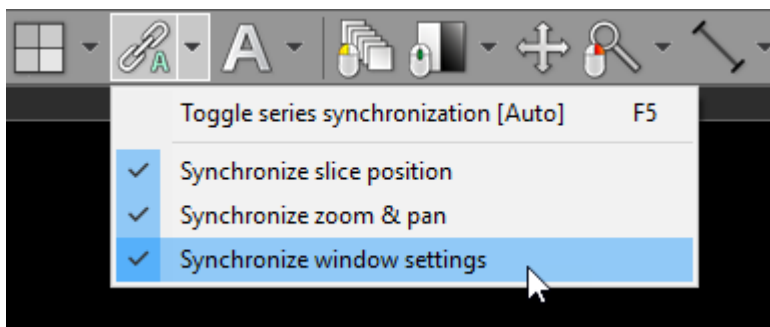 A
A
Toggle series synchronization [Auto] F5
Synchronize slice position
Synchronize zoom & pan
Synchronize window settings